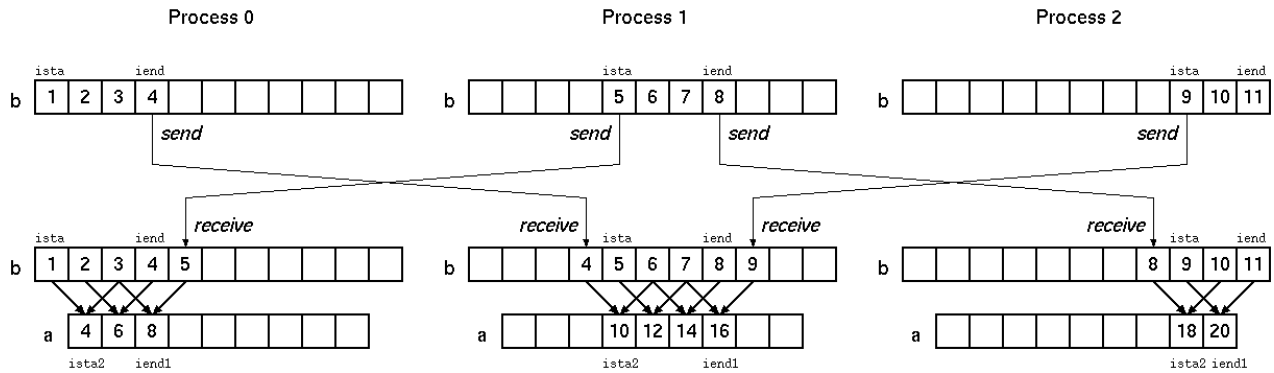 Process 0 Process 1 Process 2
ista iend ista iend ista iend
b 1 2 3 4 b 5 6 7 8 b 9 10 11
send send send send
receive receive receive receive
ista iend ista iend ista iend
b 1 2 3 4 5 b 4 5 6 7 8 9 b 8 9 10 11
a 4 6 8 a 10 12 14 16 a 18 20
ista2 iend1 ista2 iend1 ista2 iend1